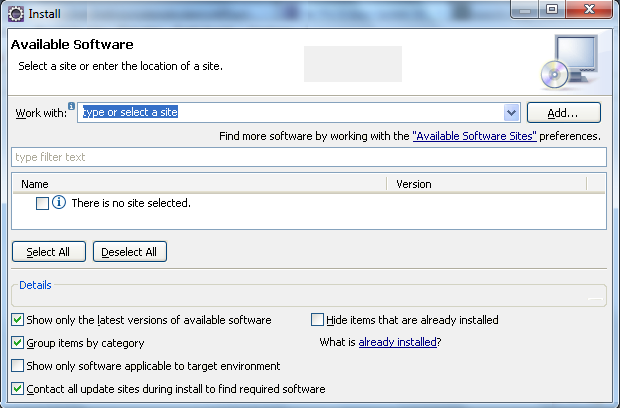 Install
Available Software
Select a site or enter the location of a site.
Work with: type or select a site Add...
Find more software by working with the "Available Software Sites" preferences.
type filter text
Name Version
There is no site selected.
Select All Deselect All
Details
Show only the latest versions of available software Hide items that are already installed
Group items by category What is already installed?
Show only software applicable to target environment
Contact all update sites during install to find required software